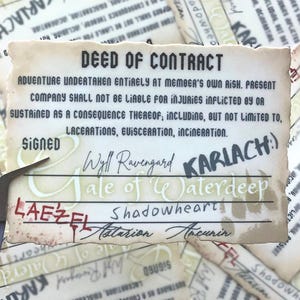 DEED OF CONTRACT
ADVENTURE UNDERTAKEN ENTIRELY AT MEMBER'S OWN RISK. PRESENT
COMPANY SHALL NOT BE LIABLE FOR INJURIES INFLICTED BY OR
SUSTAINED AS A CONSEQUENCE THEREOF, INCLUDING, BUT NOT LIMITED TO,
LACERATIONS, EVISCERATION, INCINERATION.
SIGNED
Wyll Ravengard
KARLACH:)
Gale of Waterdeep
LAE'ZEL
Shadowheart
Astarion Ancunin